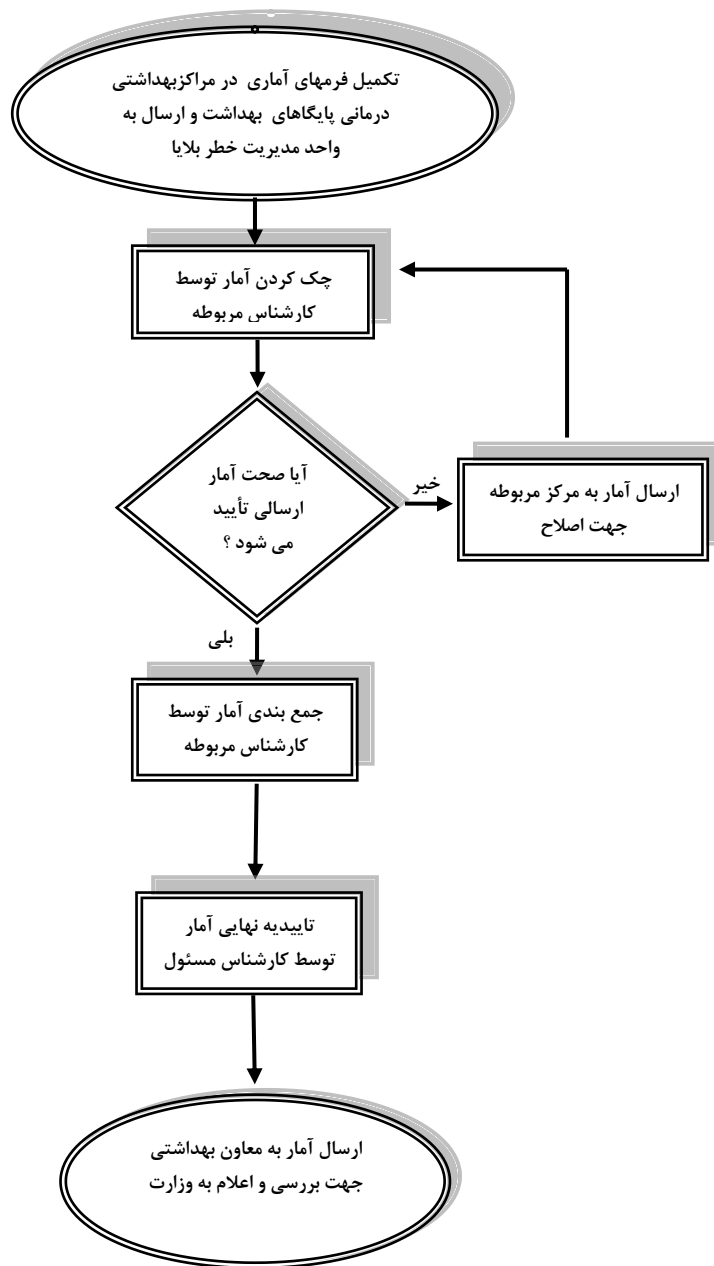 تکمیل فرمهای آماری در مراکزبهداشتی
درمانی پایگاهای بهداشت و ارسال به
واحد مدیریت خطر بلایا
چک کردن آمار توسط
کارشناس مربوطه
آیا صحت آمار
ارسالی تأیید
می شود ؟
خیر
ارسال آمار به مرکز مربوطه
جهت اصلاح
بلی
جمع بندی آمار توسط
کارشناس مربوطه
تاییدیه نهایی آمار
توسط کارشناس مسئول
ارسال آمار به معاون بهداشتی
جهت بررسی و اعلام به وزارت